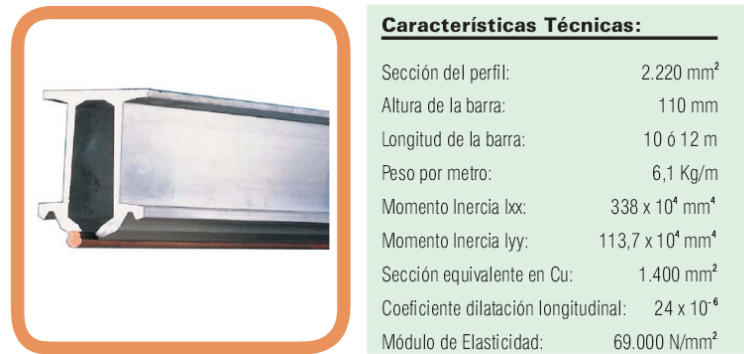 Características Técnicas:
Sección del perfil: 2.220 mm²
Altura de la barra: 110 mm
Longitud de la barra: 10 ó 12 m
Peso por metro: 6,1 Kg/m
Momento Inercia Ixx: 338 x 10⁴ mm⁴
Momento Inercia Iyy: 113,7 x 10⁴ mm⁴
Sección equivalente en Cu: 1.400 mm²
Coeficiente dilatación longitudinal: 24 x 10⁻⁶
Módulo de Elasticidad: 69.000 N/mm²